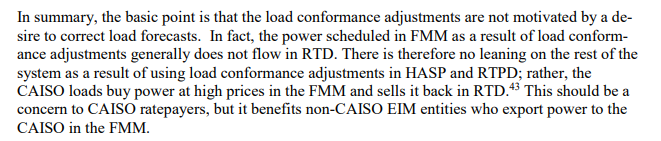 In summary, the basic point is that the load conformance adjustments are not motivated by a de-
sire to correct load forecasts.  In fact, the power scheduled in FMM as a result of load conform-
ance adjustments generally does not flow in RTD. There is therefore no leaning on the rest of the
system as a result of using load conformance adjustments in HASP and RTPD; rather, the
CAISO loads buy power at high prices in the FMM and sells it back in RTD.43 This should be a
concern to CAISO ratepayers, but it benefits non-CAISO EIM entities who export power to the
CAISO in the FMM.